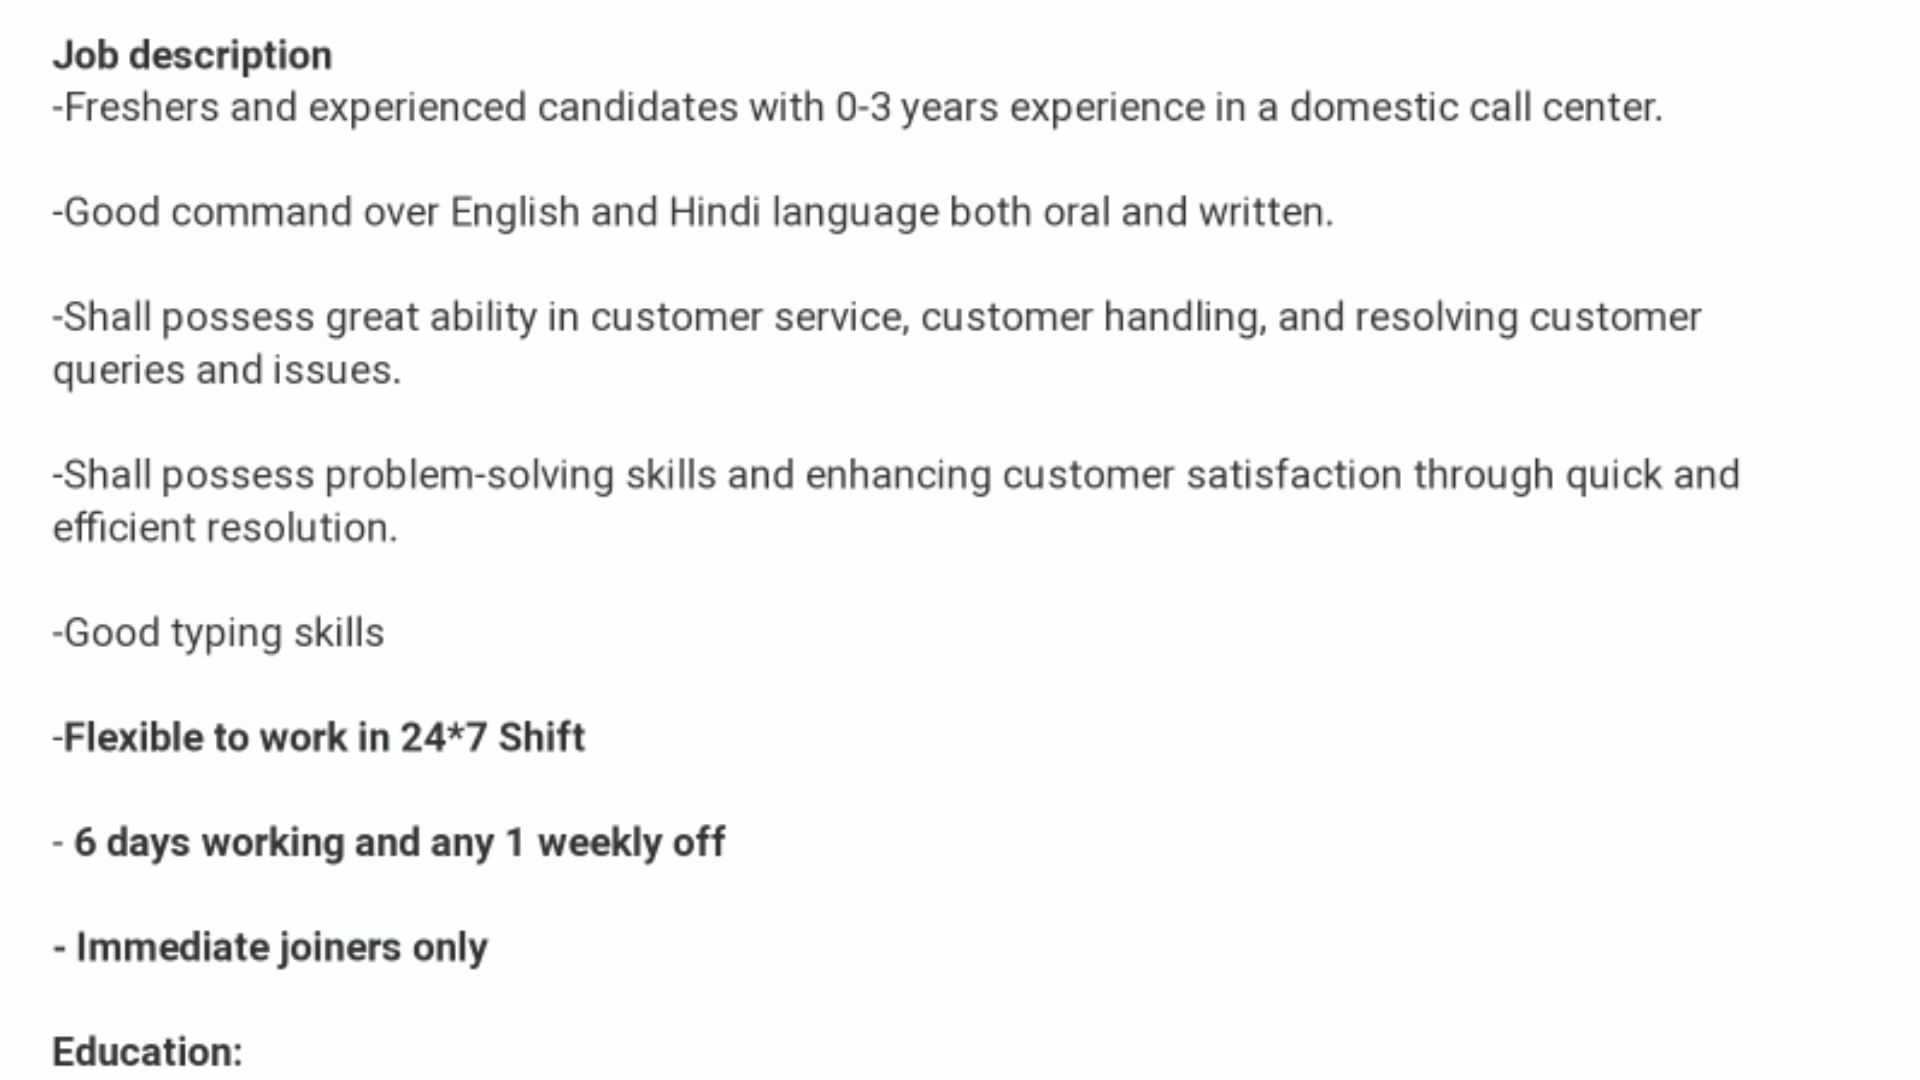 Job description
-Freshers and experienced candidates with 0-3 years experience in a domestic call center.
-Good command over English and Hindi language both oral and written.
-Shall possess great ability in customer service, customer handling, and resolving customer
queries and issues.
-Shall possess problem-solving skills and enhancing customer satisfaction through quick and
efficient resolution.
-Good typing skills
-Flexible to work in 24*7 Shift
- 6 days working and any 1 weekly off
- Immediate joiners only
Education: